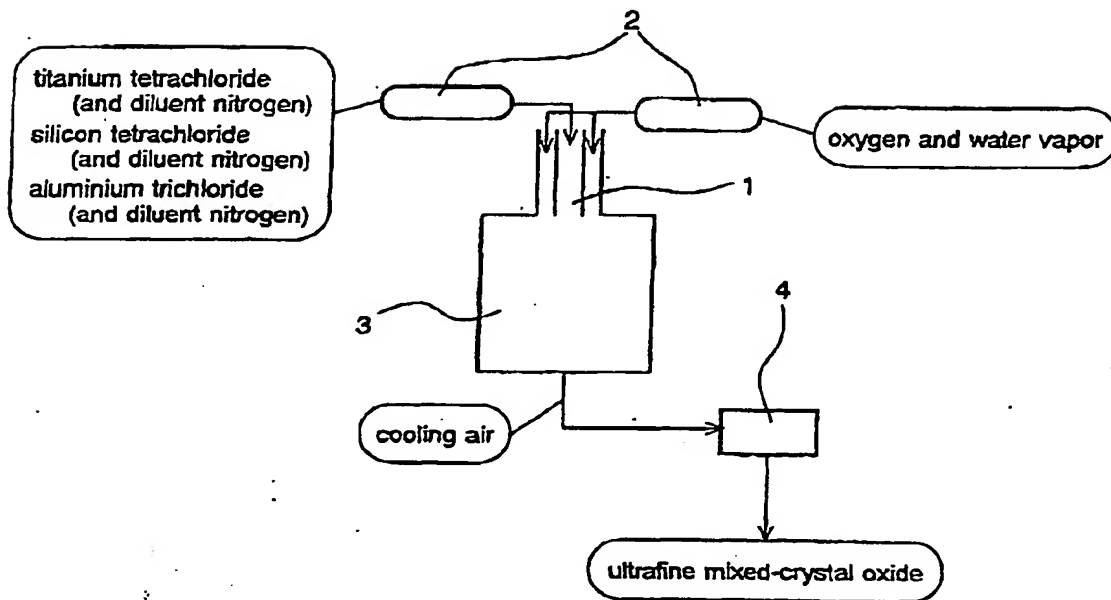 2
titanium tetrachloride
(and diluent nitrogen)
silicon tetrachloride
(and diluent nitrogen)
aluminium trichloride
(and diluent nitrogen)
oxygen and water vapor
1
3
4
cooling air
ultrafine mixed-crystal oxide